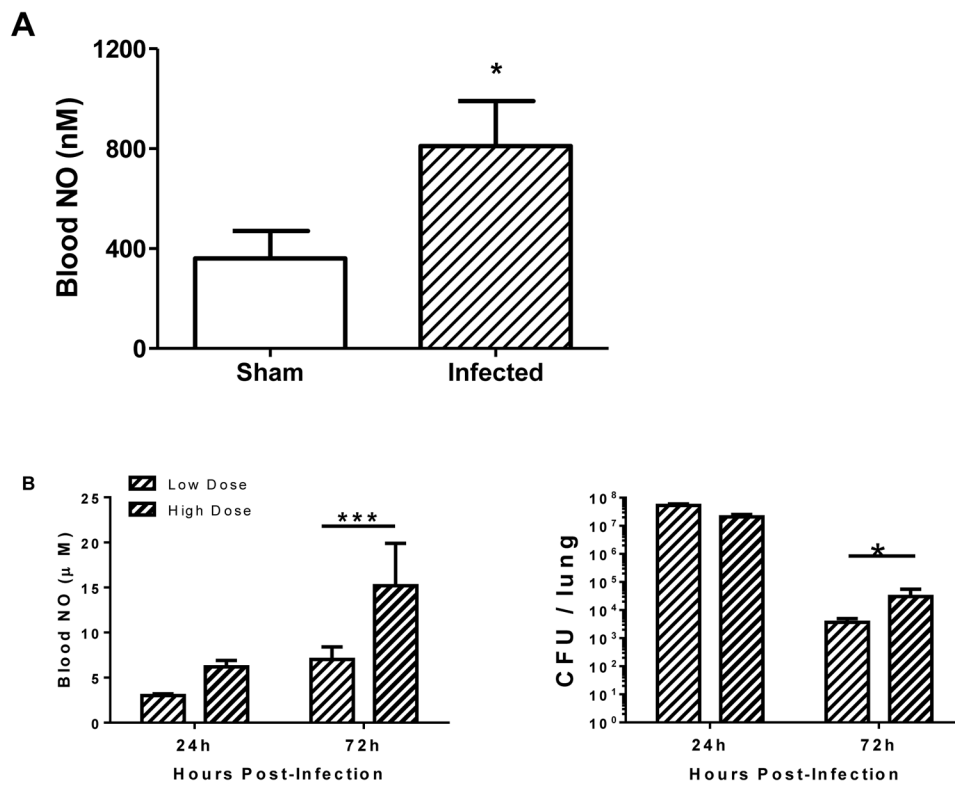 A
1200
800
400
0
Blood NO (nM)
*
Sham
Infected
B
Low Dose
High Dose
25
20
15
10
5
0
Blood NO (μ M)
***
24h
72h
Hours Post-Infection
10⁸
10⁷
10⁶
10⁵
10⁴
10³
10²
10¹
10⁰
CFU / lung
*
24h
72h
Hours Post-Infection